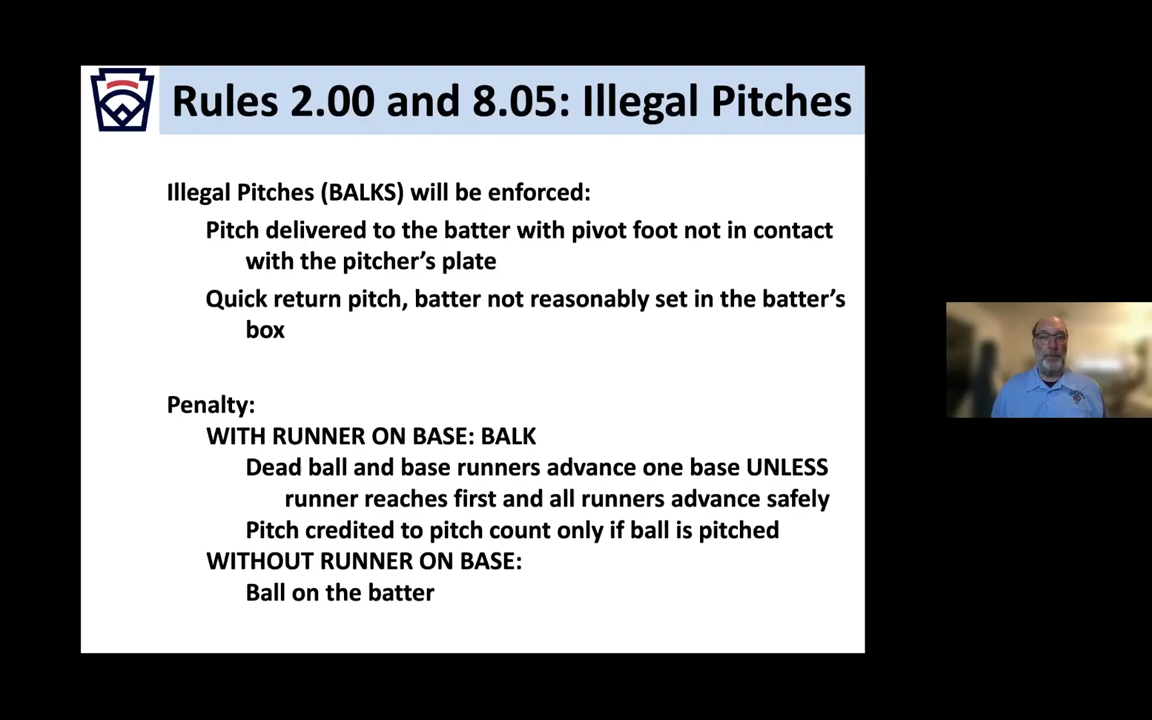 Rules 2.00 and 8.05: Illegal Pitches
Illegal Pitches (BALKS) will be enforced:
Pitch delivered to the batter with pivot foot not in contact
with the pitcher's plate
Quick return pitch, batter not reasonably set in the batter's
box
Penalty:
WITH RUNNER ON BASE: BALK
Dead ball and base runners advance one base UNLESS
runner reaches first and all runners advance safely
Pitch credited to pitch count only if ball is pitched
WITHOUT RUNNER ON BASE:
Ball on the batter